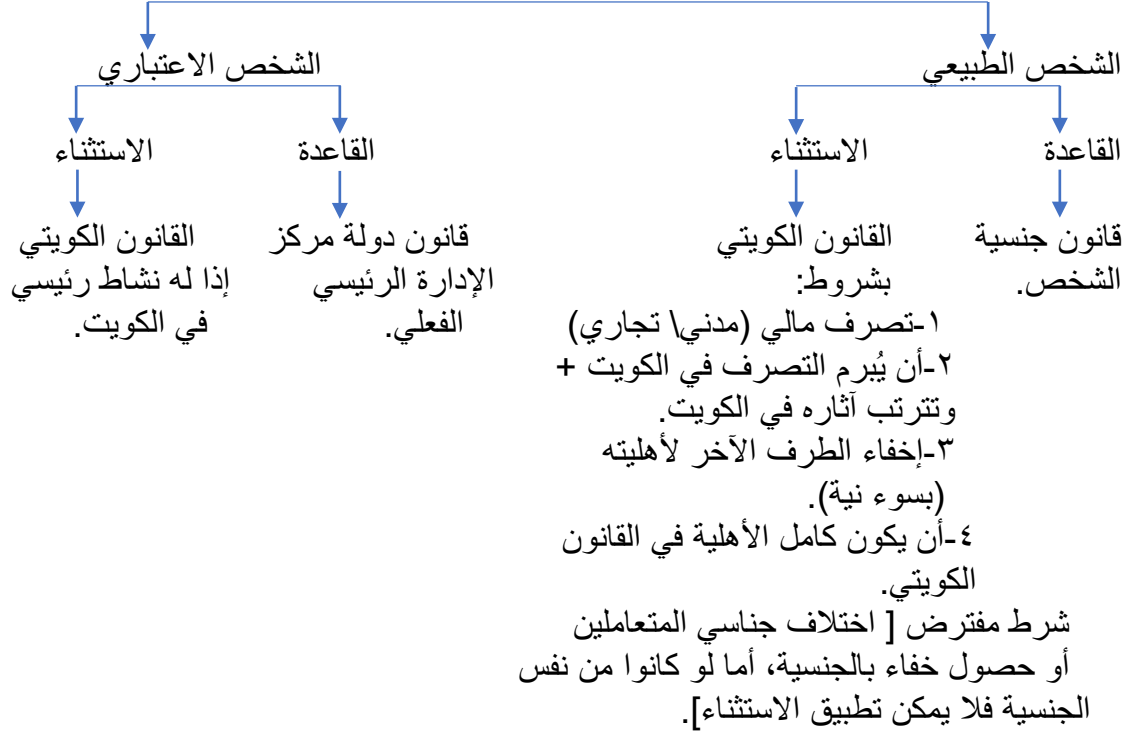 الشخص الطبيعي
الشخص الاعتباري
القاعدة
الاستثناء
القاعدة
الاستثناء
قانون جنسية
الشخص.
القانون الكويتي
بشروط:
١-تصرف مالي (مدني\ تجاري)
٢-أن يُبرم التصرف في الكويت +
وتترتب آثاره في الكويت.
٣-إخفاء الطرف الآخر لأهليته
(بسوء نية).
٤-أن يكون كامل الأهلية في القانون
الكويتي.
شرط مفترض [ اختلاف جناسي المتعاملين
أو حصول خفاء بالجنسية، أما لو كانوا من نفس
الجنسية فلا يمكن تطبيق الاستثناء].
قانون دولة مركز
الإدارة الرئيسي
الفعلي.
القانون الكويتي
إذا له نشاط رئيسي
في الكويت.